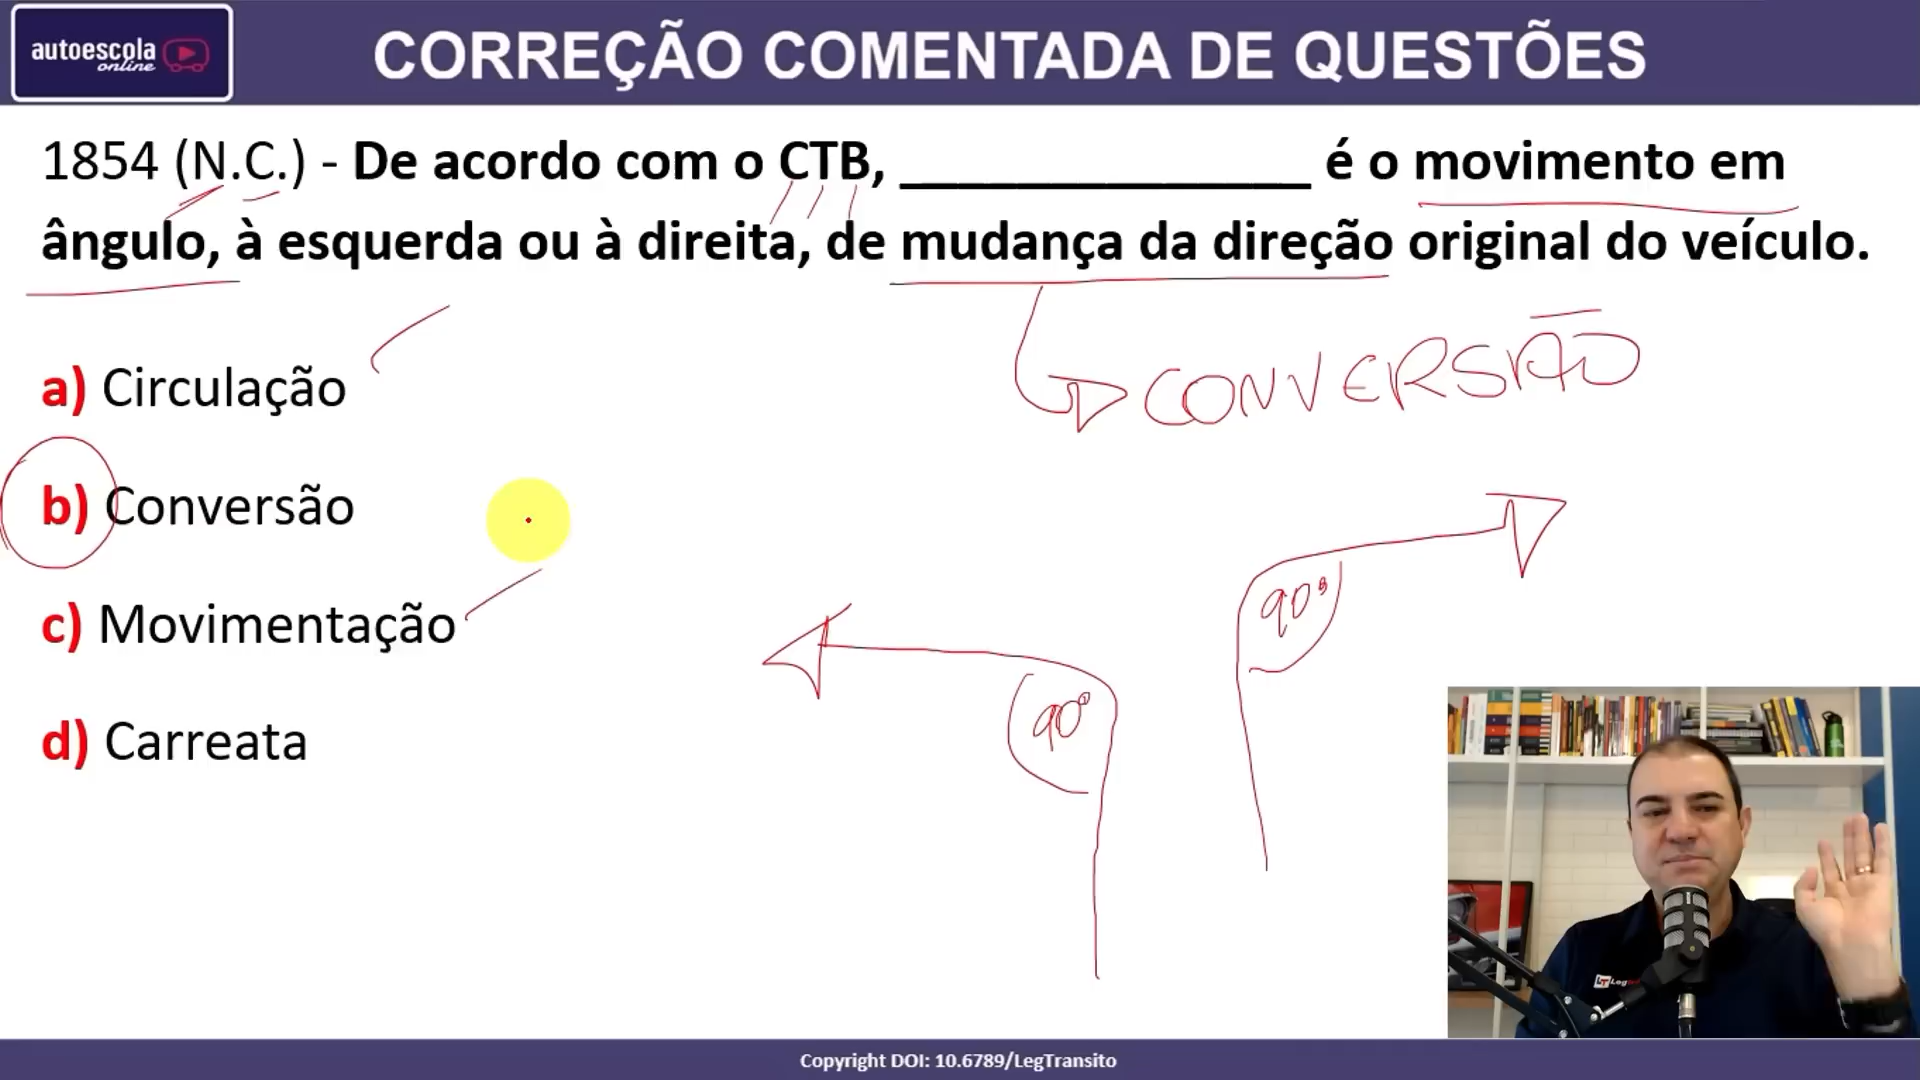 autoescola
online
CORREÇÃO COMENTADA DE QUESTÕES
1854 (N.C.) - De acordo com o CTB, ________________ é o movimento em
ângulo, à esquerda ou à direita, de mudança da direção original do veículo.
a) Circulação
CONVERSÃO
b) Conversão
90°
c) Movimentação
90°
d) Carreata
Copyright DOI: 10.6789/LegTransito